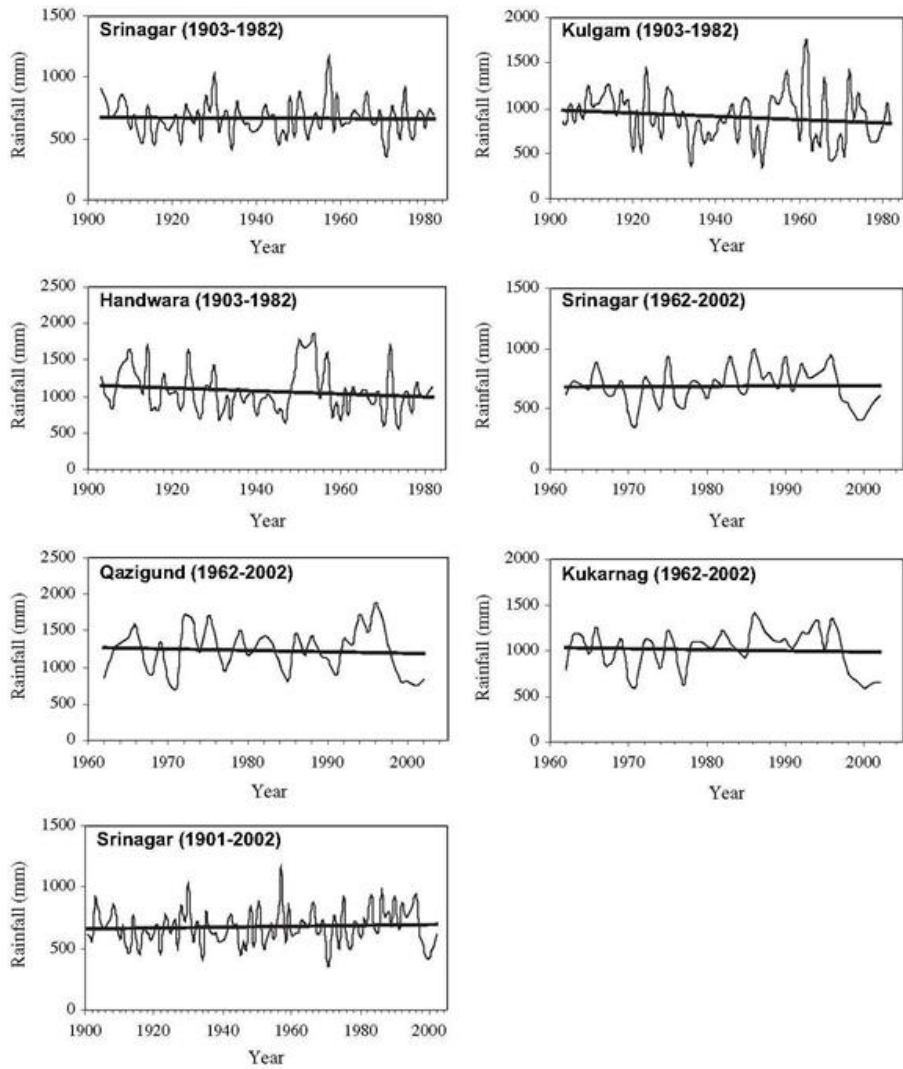 Srinagar (1903-1982)
Rainfall (mm)
1500
1000
500
0
1900 1920 1940 1960 1980
Year
Kulgam (1903-1982)
Rainfall (mm)
2000
1500
1000
500
0
1900 1920 1940 1960 1980
Year
Handwara (1903-1982)
Rainfall (mm)
2500
2000
1500
1000
500
0
1900 1920 1940 1960 1980
Year
Srinagar (1962-2002)
Rainfall (mm)
1500
1000
500
0
1960 1970 1980 1990 2000
Year
Qazigund (1962-2002)
Rainfall (mm)
2500
2000
1500
1000
500
0
1960 1970 1980 1990 2000
Year
Kukarnag (1962-2002)
Rainfall (mm)
2000
1500
1000
500
0
1960 1970 1980 1990 2000
Year
Srinagar (1901-2002)
Rainfall (mm)
1500
1000
500
0
1900 1920 1940 1960 1980 2000
Year